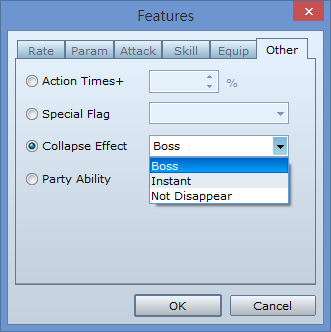 Features
Rate Param Attack Skill Equip Other
Action Times+ %
Special Flag
Collapse Effect Boss
Boss
Instant
Party Ability Not Disappear
OK Cancel